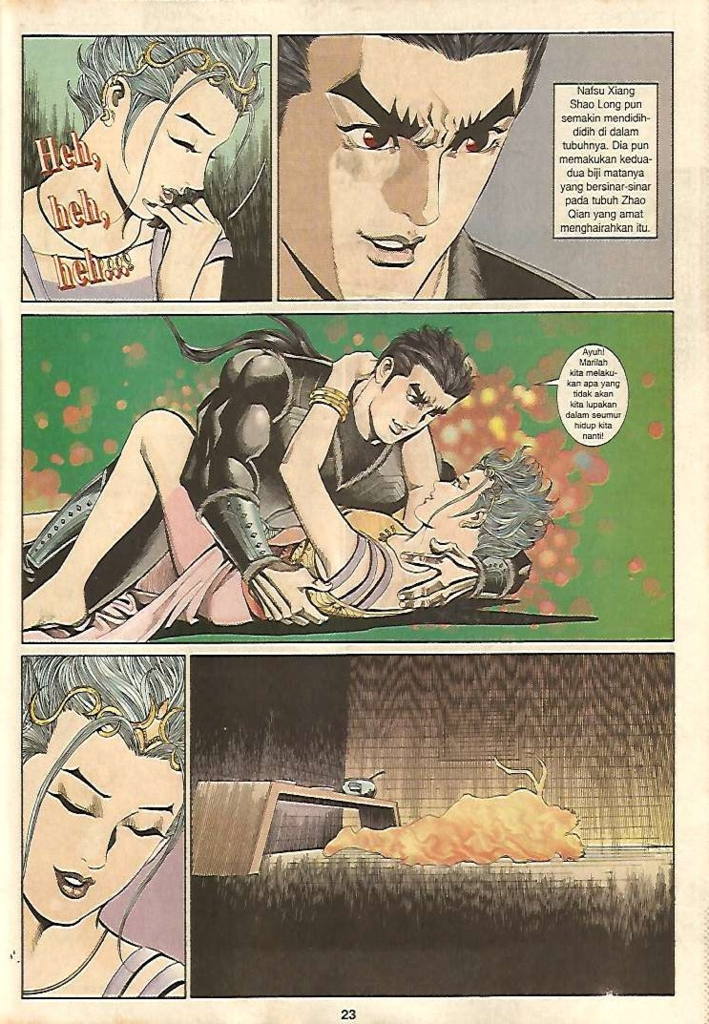 Heh,
heh,
heh!!!
Nafsu Xiang
Shao Long pun
semakin mendidih-
didih di dalam
tubuhnya. Dia pun
memakukan kedua-
dua biji matanya
yang bersinar-sinar
pada tubuh Zhao
Qian yang amat
menghairahkan itu.
Ayuh!
Marilah
kita melaku-
kan apa yang
tidak akan
kita lupakan
dalam seumur
hidup kita
nanti!
23